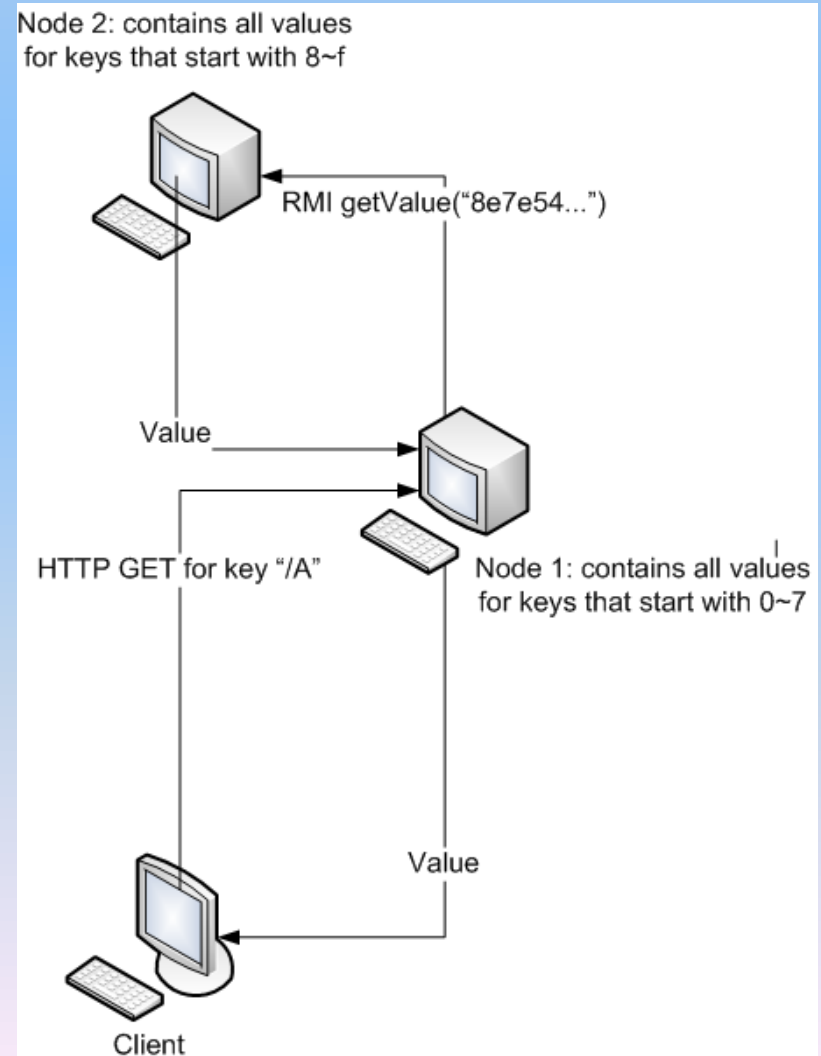 Node 2: contains all values
for keys that start with 8~f
RMI getValue(“8e7e54...”)
Value
HTTP GET for key “/A”
Node 1: contains all values
for keys that start with 0~7
Value
Client